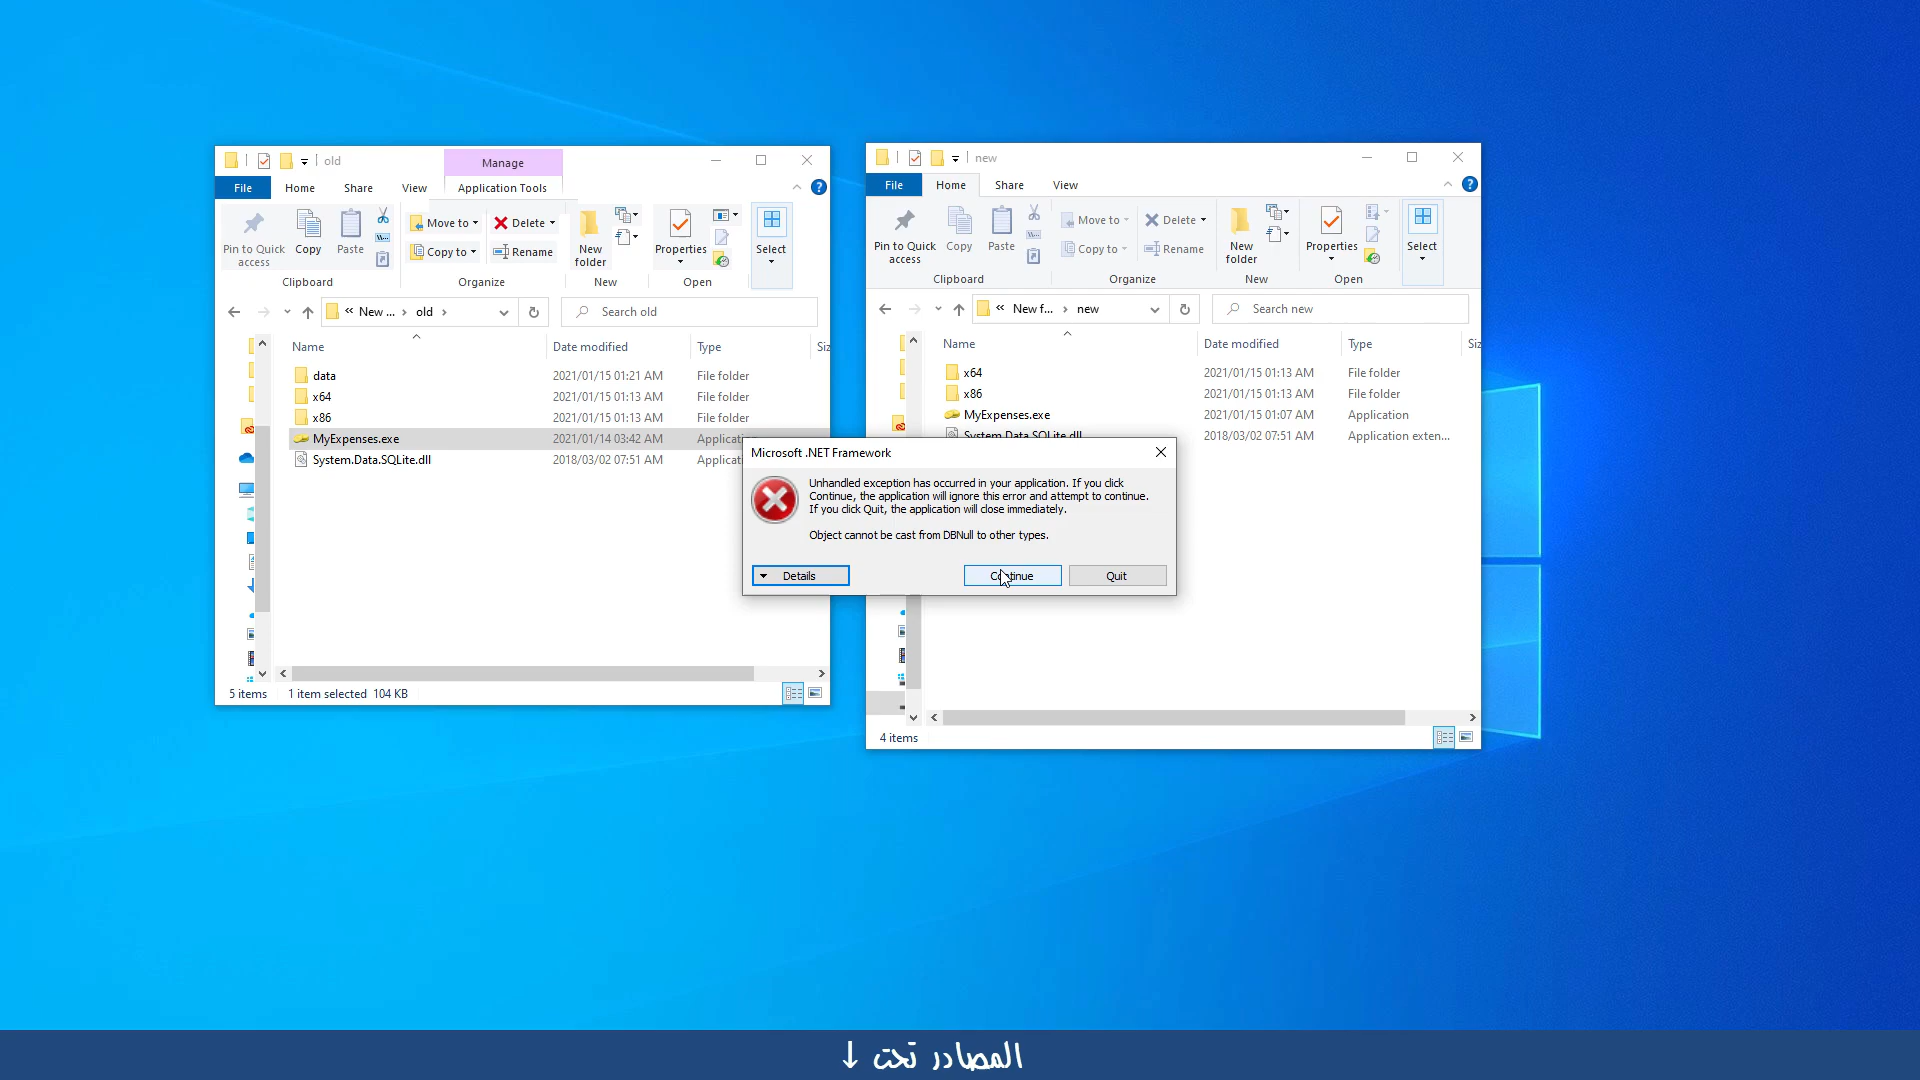 old
Manage
File
Home
Share
View
Application Tools
Pin to Quick access
Copy
Paste
Move to
Copy to
Delete
Rename
New folder
Properties
Select
Clipboard
Organize
New
Open
« New ... › old ›
Search old
Name
Date modified
Type
Siz
data 2021/01/15 01:21 AM File folder
x64 2021/01/15 01:13 AM File folder
x86 2021/01/15 01:13 AM File folder
MyExpenses.exe 2021/01/14 03:42 AM Applicatio
System.Data.SQLite.dll 2018/03/02 07:51 AM Applicat
5 items 1 item selected 104 KB
new
File
Home
Share
View
Pin to Quick access
Copy
Paste
Move to
Copy to
Delete
Rename
New folder
Properties
Select
Clipboard
Organize
New
Open
« New f... › new
Search new
Name
Date modified
Type
Siz
x64 2021/01/15 01:13 AM File folder
x86 2021/01/15 01:13 AM File folder
MyExpenses.exe 2021/01/15 01:07 AM Application
System.Data.SQLite.dll 2018/03/02 07:51 AM Application exten...
4 items
Microsoft .NET Framework
Unhandled exception has occurred in your application. If you click
Continue, the application will ignore this error and attempt to continue.
If you click Quit, the application will close immediately.
Object cannot be cast from DBNull to other types.
Details
Continue
Quit
المصادر تحت ↓